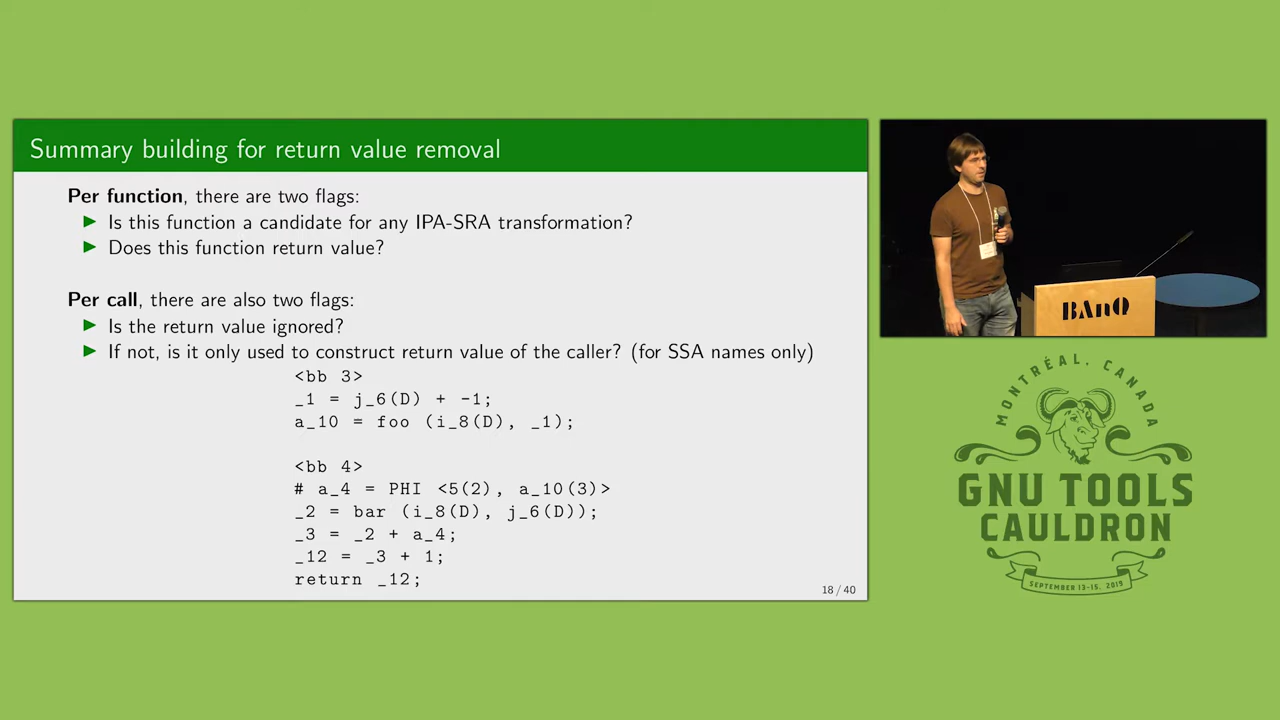 Summary building for return value removal
Per function, there are two flags:
▶ Is this function a candidate for any IPA-SRA transformation?
▶ Does this function return value?
Per call, there are also two flags:
▶ Is the return value ignored?
▶ If not, is it only used to construct return value of the caller? (for SSA names only)
<bb 3>
_1 = j_6(D) + -1;
a_10 = foo (i_8(D), _1);
<bb 4>
# a_4 = PHI <5(2), a_10(3)>
_2 = bar (i_8(D), j_6(D));
_3 = _2 + a_4;
_12 = _3 + 1;
return _12;
18 / 40
BAnQ
MONTRÉAL, CANADA
GNU TOOLS
CAULDRON
SEPTEMBER 13-15, 2019